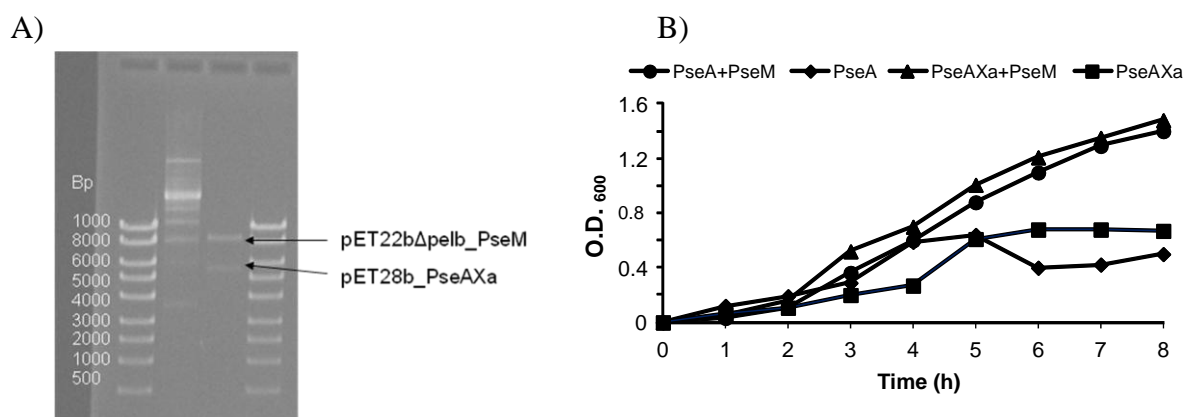 A)
Bp
1000
8000
6000
5000
4000
3000
2000
1000
500
pET22bΔpelb_PseM
pET28b_PseAXa
B)
PseA+PseM PseA PseAXa+PseM PseAXa
O.D. 600
1.6
1.2
0.8
0.4
0
0 1 2 3 4 5 6 7 8
Time (h)